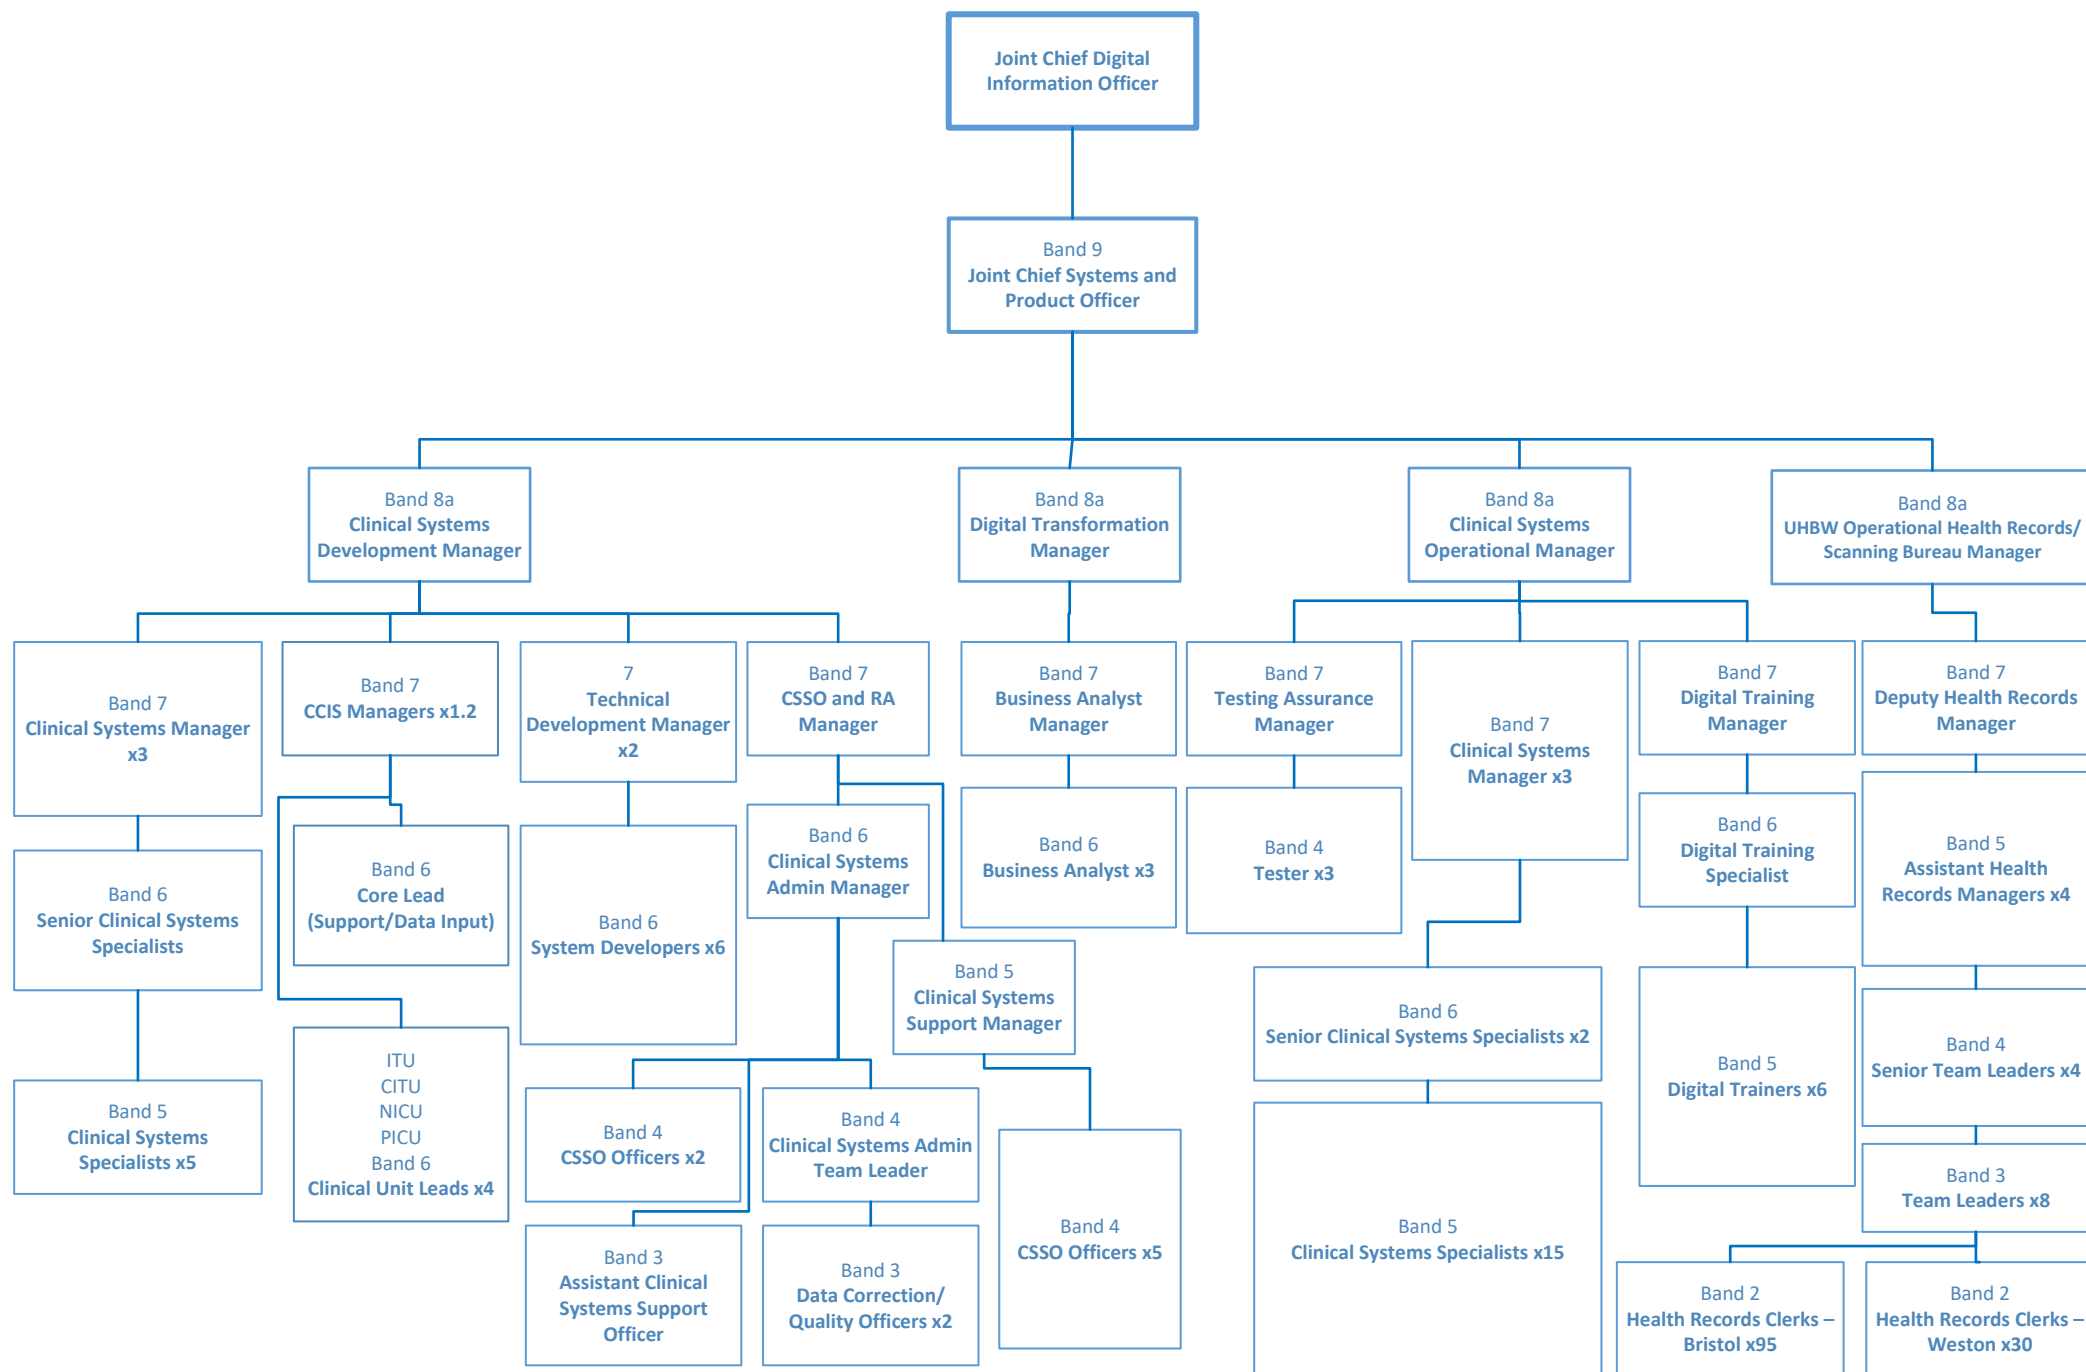 Joint Chief Digital
Information Officer
Band 9
Joint Chief Systems and
Product Officer
Band 8a
Clinical Systems
Development Manager
Band 8a
Digital Transformation
Manager
Band 8a
Clinical Systems
Operational Manager
Band 8a
UHBW Operational Health Records/
Scanning Bureau Manager
Band 7
Clinical Systems Manager
x3
Band 7
CCIS Managers x1.2
7
Technical
Development Manager
x2
Band 7
CSSO and RA
Manager
Band 7
Business Analyst
Manager
Band 7
Testing Assurance
Manager
Band 7
Clinical Systems
Manager x3
Band 7
Digital Training
Manager
Band 7
Deputy Health Records
Manager
Band 6
Senior Clinical Systems
Specialists
Band 6
Core Lead
(Support/Data Input)
Band 6
System Developers x6
Band 6
Clinical Systems
Admin Manager
Band 6
Business Analyst x3
Band 4
Tester x3
Band 6
Digital Training
Specialist
Band 5
Assistant Health
Records Managers x4
Band 5
Clinical Systems
Support Manager
Band 6
Senior Clinical Systems Specialists x2
Band 5
Digital Trainers x6
Band 4
Senior Team Leaders x4
Band 5
Clinical Systems
Specialists x5
ITU
CITU
NICU
PICU
Band 6
Clinical Unit Leads x4
Band 4
CSSO Officers x2
Band 4
Clinical Systems Admin
Team Leader
Band 4
CSSO Officers x5
Band 5
Clinical Systems Specialists x15
Band 3
Team Leaders x8
Band 3
Assistant Clinical
Systems Support
Officer
Band 3
Data Correction/
Quality Officers x2
Band 2
Health Records Clerks –
Bristol x95
Band 2
Health Records Clerks –
Weston x30